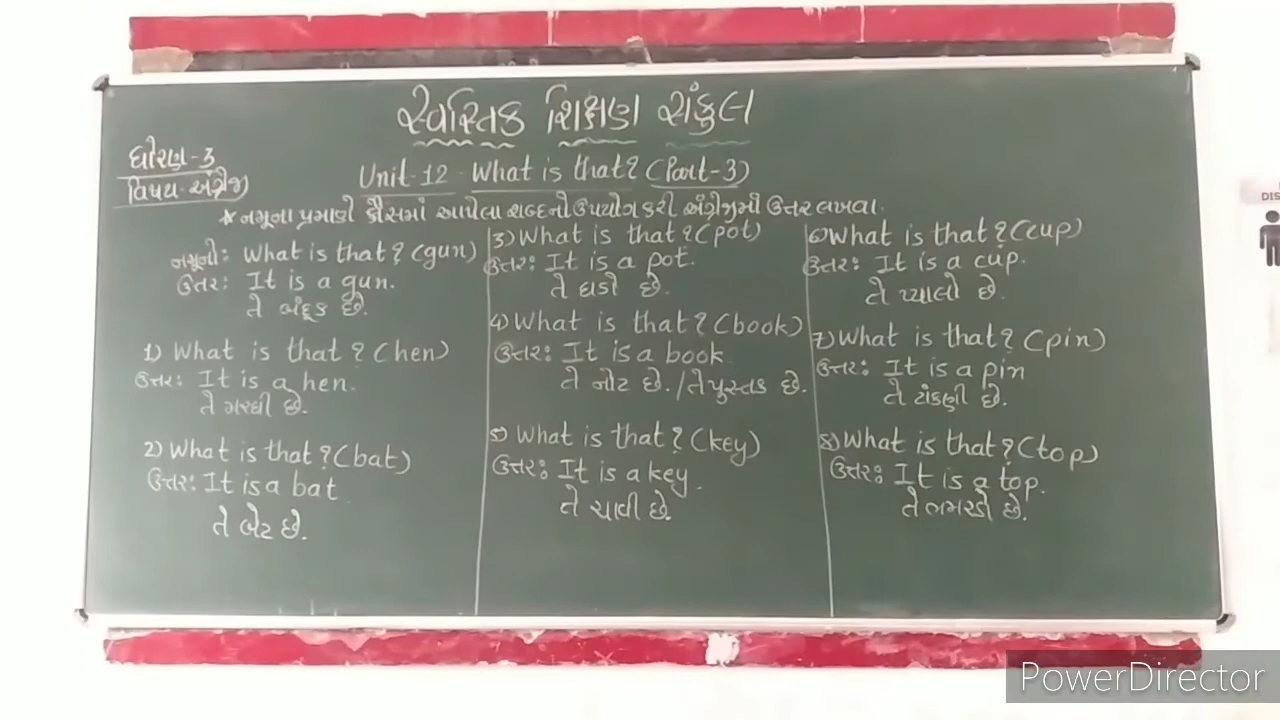 સ્વસ્તિક શિક્ષણ સંકુલ
ધોરણ-3
વિષય-અંગ્રેજી
Unit-12 What is that? (Part-3)
* નમૂના પ્રમાણે કૌંસમાં આપેલા શબ્દનો ઉપયોગ કરી અંગ્રેજીમાં ઉત્તર લખવા.
નમૂનો: What is that? (gun)
ઉત્તર: It is a gun.
તે બંદૂક છે.
1) What is that? (hen)
ઉત્તર: It is a hen.
તે મરઘી છે.
2) What is that? (bat)
ઉત્તર: It is a bat
તે બેટ છે.
3) What is that? (pot)
ઉત્તર: It is a pot.
તે ઘડો છે.
4) What is that? (book)
ઉત્તર: It is a book
તે નોટ છે. / તે પુસ્તક છે.
5) What is that? (key)
ઉત્તર: It is a key.
તે ચાવી છે.
6) What is that? (cup)
ઉત્તર: It is a cup.
તે પ્યાલો છે.
7) What is that? (pin)
ઉત્તર: It is a pin
તે ટાંકણી છે.
8) What is that? (top)
ઉત્તર: It is a top.
તે ભમરડો છે.
DIS
PowerDirector